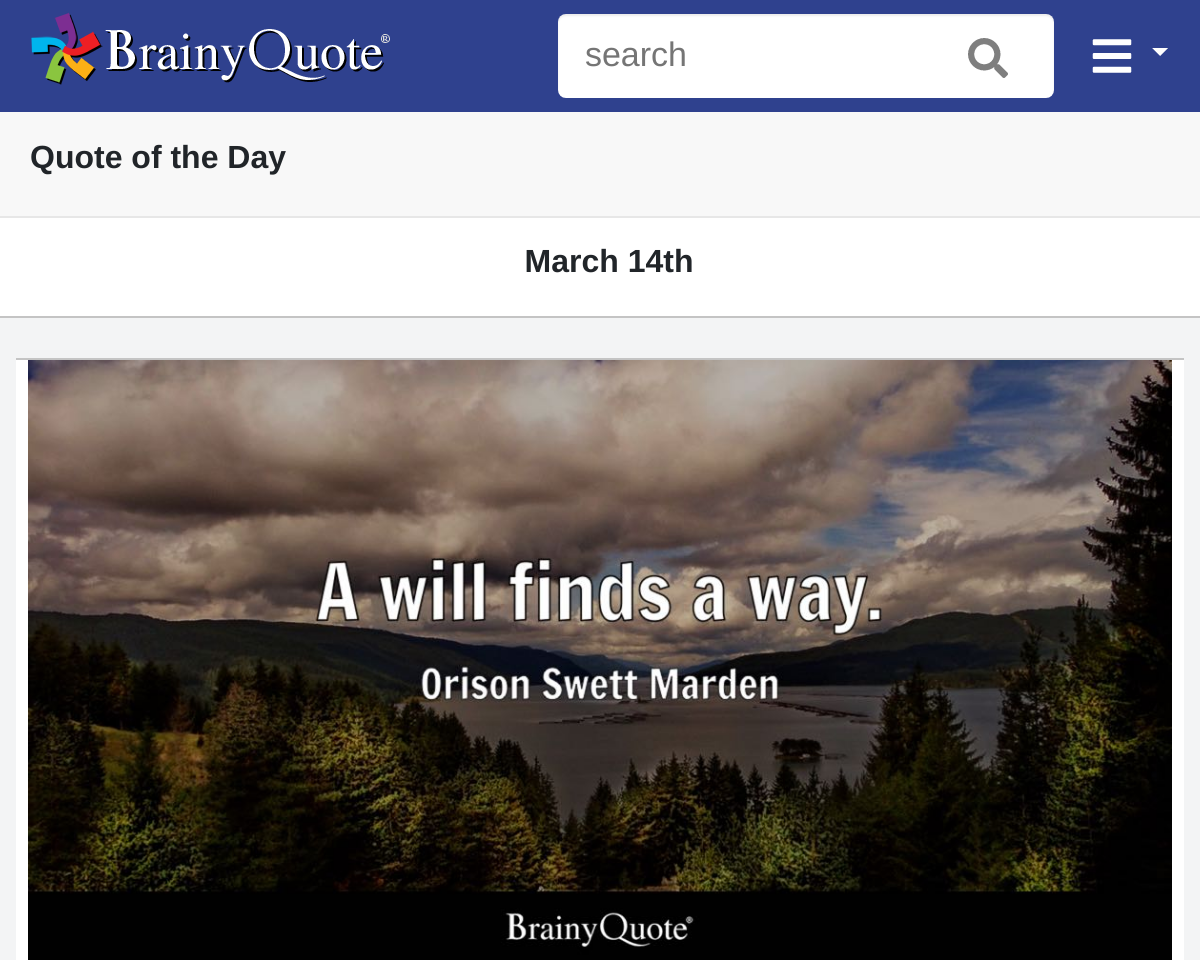 BrainyQuote®
search
Quote of the Day
March 14th
A will finds a way.
Orison Swett Marden
BrainyQuote®